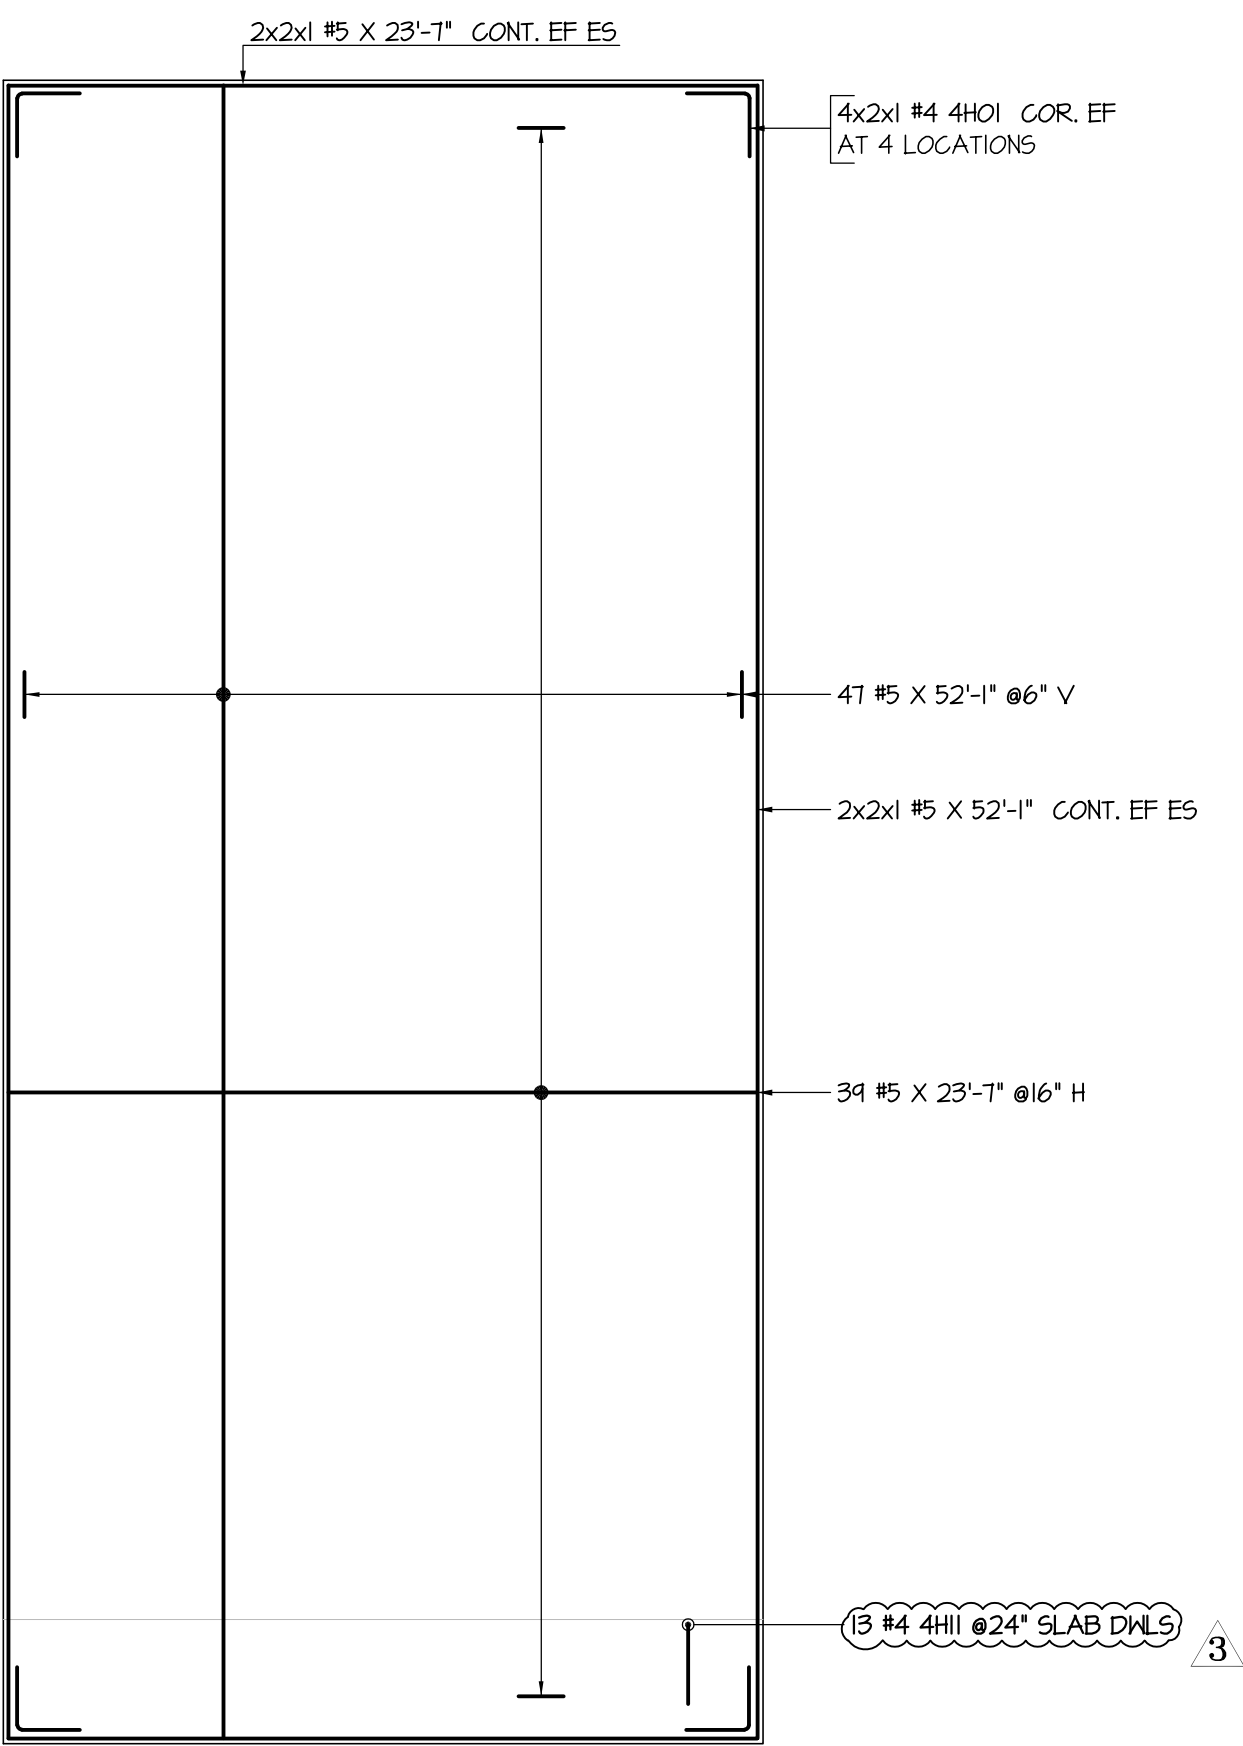 2x2x1 #5 X 23'-7" CONT. EF ES
4x2x1 #4 4H01 COR. EF
AT 4 LOCATIONS
47 #5 X 52'-1" @6" V
2x2x1 #5 X 52'-1" CONT. EF ES
39 #5 X 23'-7" @16" H
13 #4 4H11 @24" SLAB DWLS
3